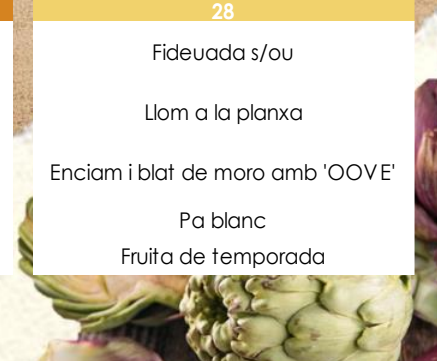 28
Fideuada s/ou
Llom a la planxa
Enciam i blat de moro amb 'OOVE'
Pa blanc
Fruita de temporada